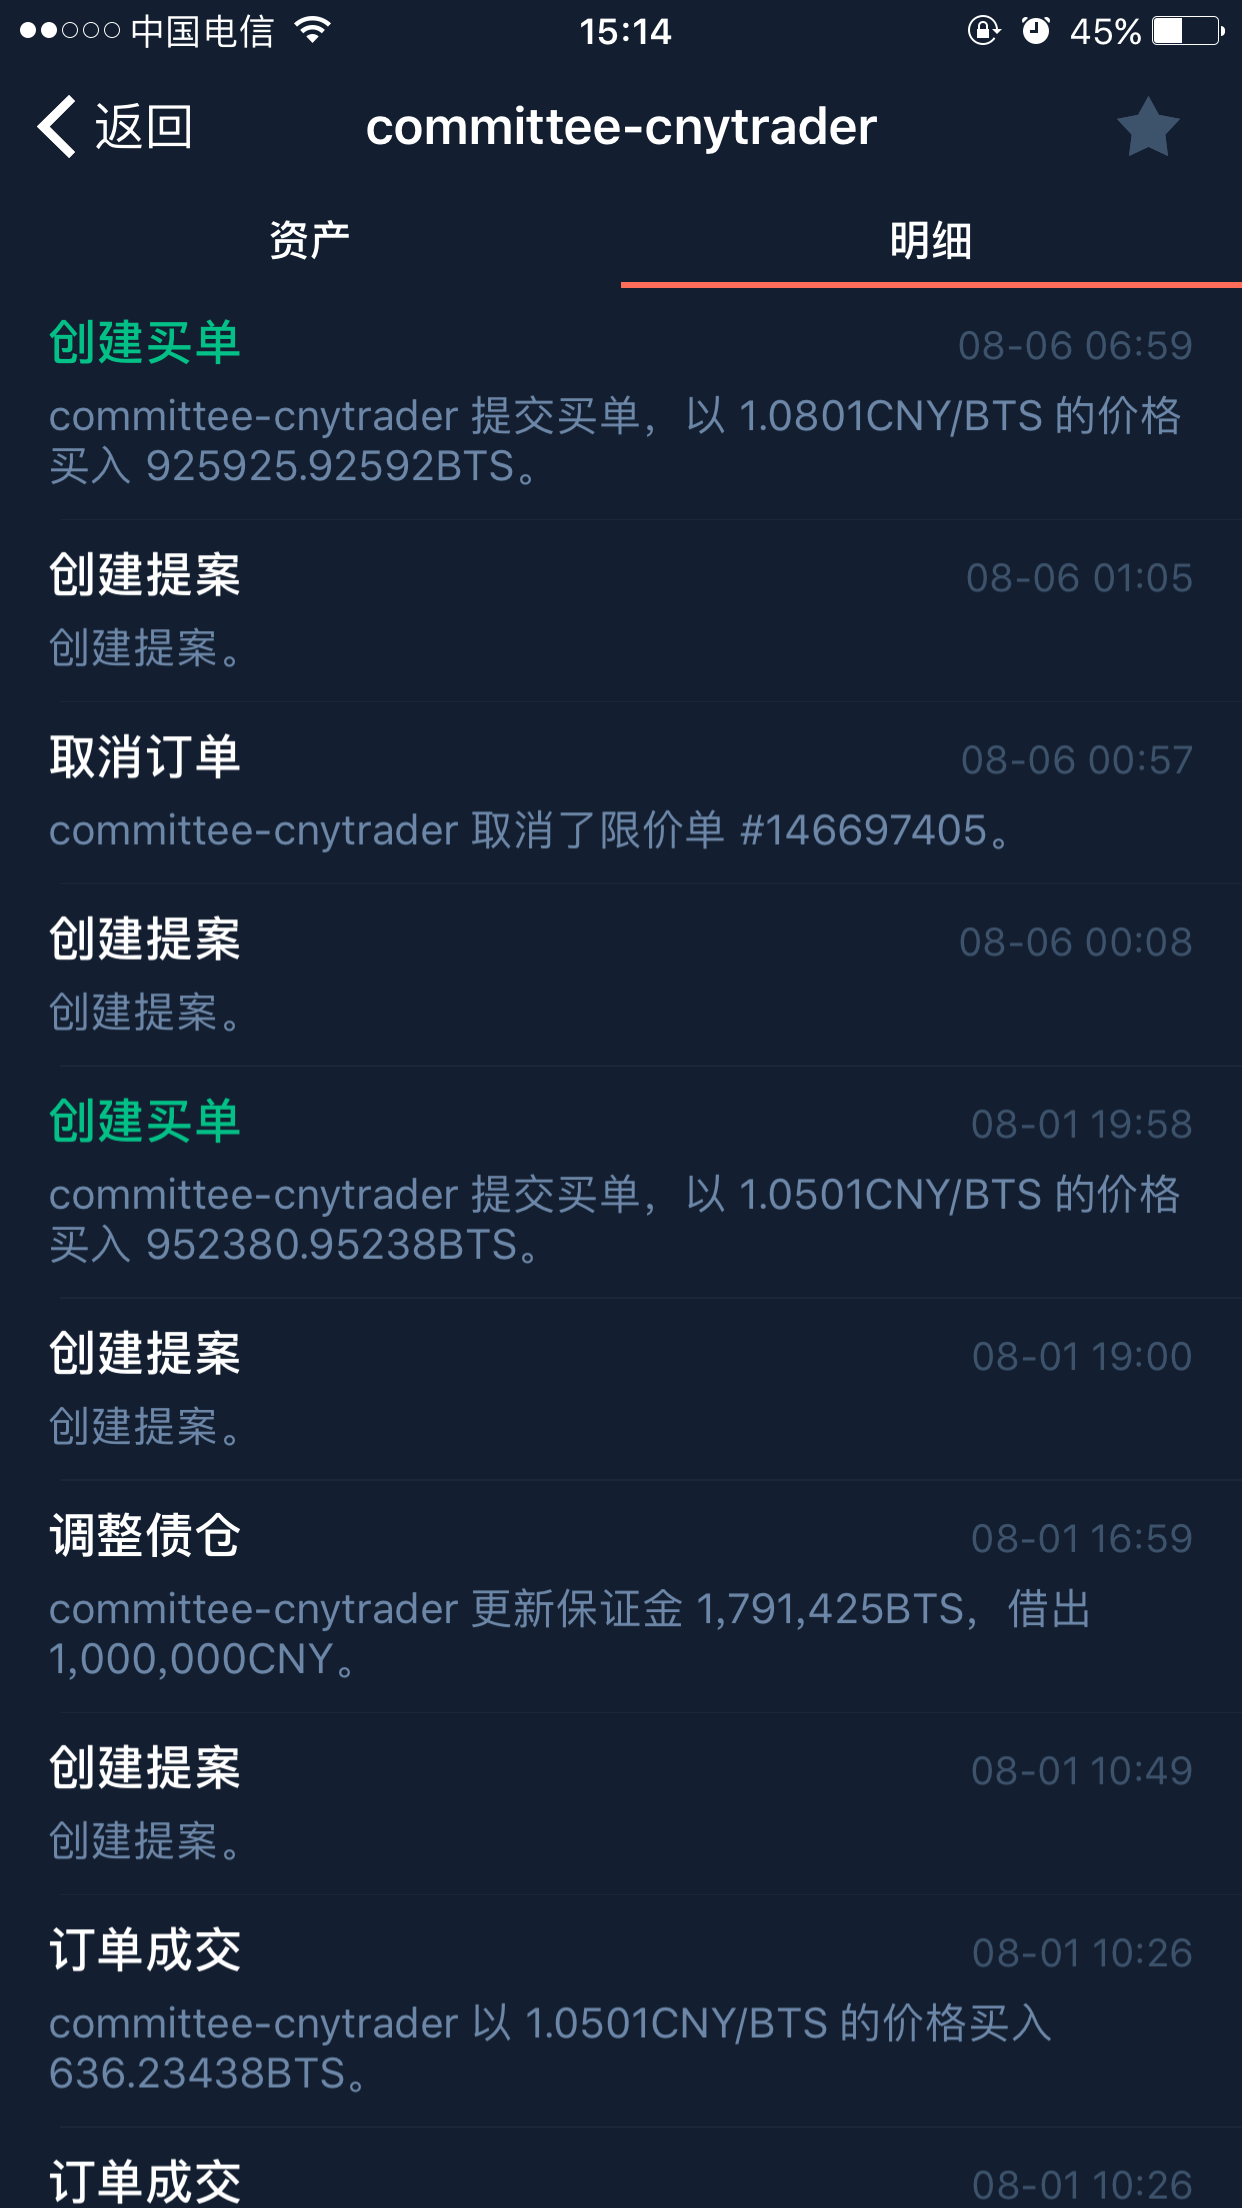 中国电信 15:14 45%
返回 committee-cnytrader
资产 明细
创建买单 08-06 06:59
committee-cnytrader 提交买单，以 1.0801CNY/BTS 的价格
买入 925925.92592BTS。
创建提案 08-06 01:05
创建提案。
取消订单 08-06 00:57
committee-cnytrader 取消了限价单 #146697405。
创建提案 08-06 00:08
创建提案。
创建买单 08-01 19:58
committee-cnytrader 提交买单，以 1.0501CNY/BTS 的价格
买入 952380.95238BTS。
创建提案 08-01 19:00
创建提案。
调整债仓 08-01 16:59
committee-cnytrader 更新保证金 1,791,425BTS，借出
1,000,000CNY。
创建提案 08-01 10:49
创建提案。
订单成交 08-01 10:26
committee-cnytrader 以 1.0501CNY/BTS 的价格买入
636.23438BTS。
订单成交 08-01 10:26